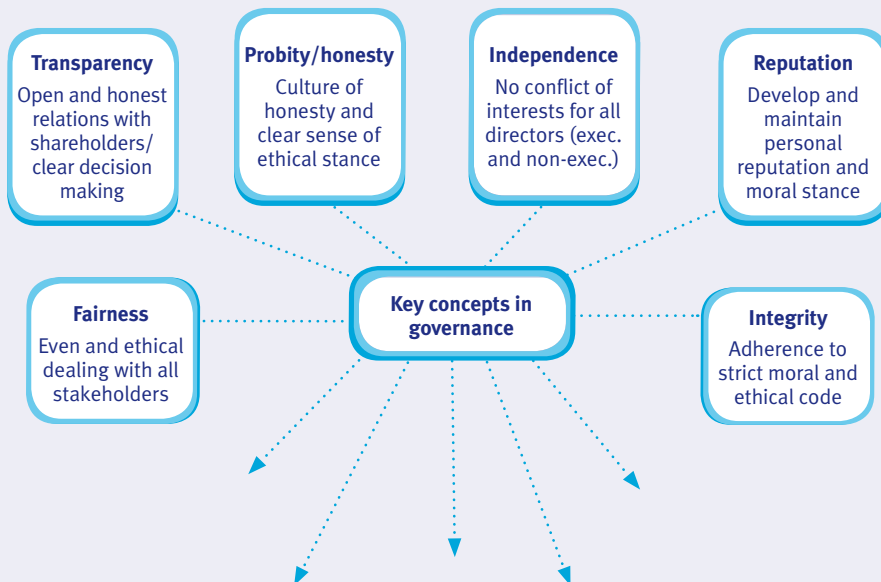 Transparency
Open and honest
relations with
shareholders/
clear decision
making
Probity/honesty
Culture of
honesty and
clear sense of
ethical stance
Independence
No conflict of
interests for all
directors (exec.
and non-exec.)
Reputation
Develop and
maintain
personal
reputation and
moral stance
Fairness
Even and ethical
dealing with all
stakeholders
Key concepts in
governance
Integrity
Adherence to
strict moral and
ethical code